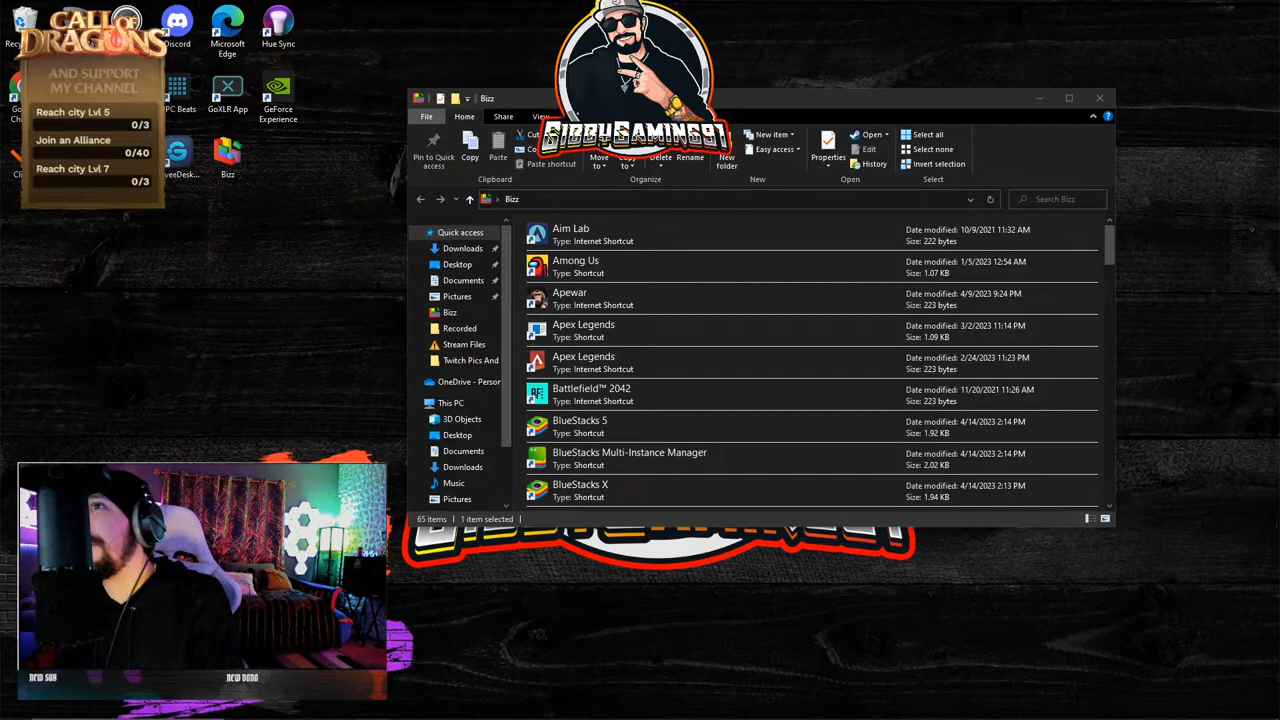 CALL OF
DRAGONS
AND SUPPORT
MY CHANNEL
Reach city Lvl 5
0/3
Join an Alliance
0/40
Reach city Lvl 7
0/3
Discord
Microsoft
Edge
Hue Sync
GoXLR App
GeForce
Experience
Bizz
GIBBYGAMING91
Bizz
File
Home
Share
Pin to Quick
access
Copy
Paste
Paste shortcut
Clipboard
Move
to
Copy
to
Delete
Rename
Organize
New
folder
New item
Easy access
New
Properties
Open
Edit
History
Open
Select all
Select none
Invert selection
Select
Bizz
Search Bizz
Quick access
Downloads
Desktop
Documents
Pictures
Bizz
Recorded
Stream Files
Twitch Pics And
OneDrive - Person
This PC
3D Objects
Desktop
Documents
Downloads
Music
Pictures
Aim Lab
Type: Internet Shortcut
Date modified: 10/9/2021 11:32 AM
Size: 222 bytes
Among Us
Type: Shortcut
Date modified: 1/5/2023 12:54 AM
Size: 1.07 KB
Apewar
Type: Internet Shortcut
Date modified: 4/9/2023 9:24 PM
Size: 223 bytes
Apex Legends
Type: Shortcut
Date modified: 3/2/2023 11:14 PM
Size: 1.09 KB
Apex Legends
Type: Internet Shortcut
Date modified: 2/24/2023 11:23 PM
Size: 223 bytes
Battlefield™ 2042
Type: Internet Shortcut
Date modified: 11/20/2021 11:26 AM
Size: 223 bytes
BlueStacks 5
Type: Shortcut
Date modified: 4/14/2023 2:14 PM
Size: 1.92 KB
BlueStacks Multi-Instance Manager
Type: Shortcut
Date modified: 4/14/2023 2:14 PM
Size: 2.02 KB
BlueStacks X
Type: Shortcut
Date modified: 4/14/2023 2:13 PM
Size: 1.94 KB
65 items
1 item selected
NEW SUB
NEW DONO